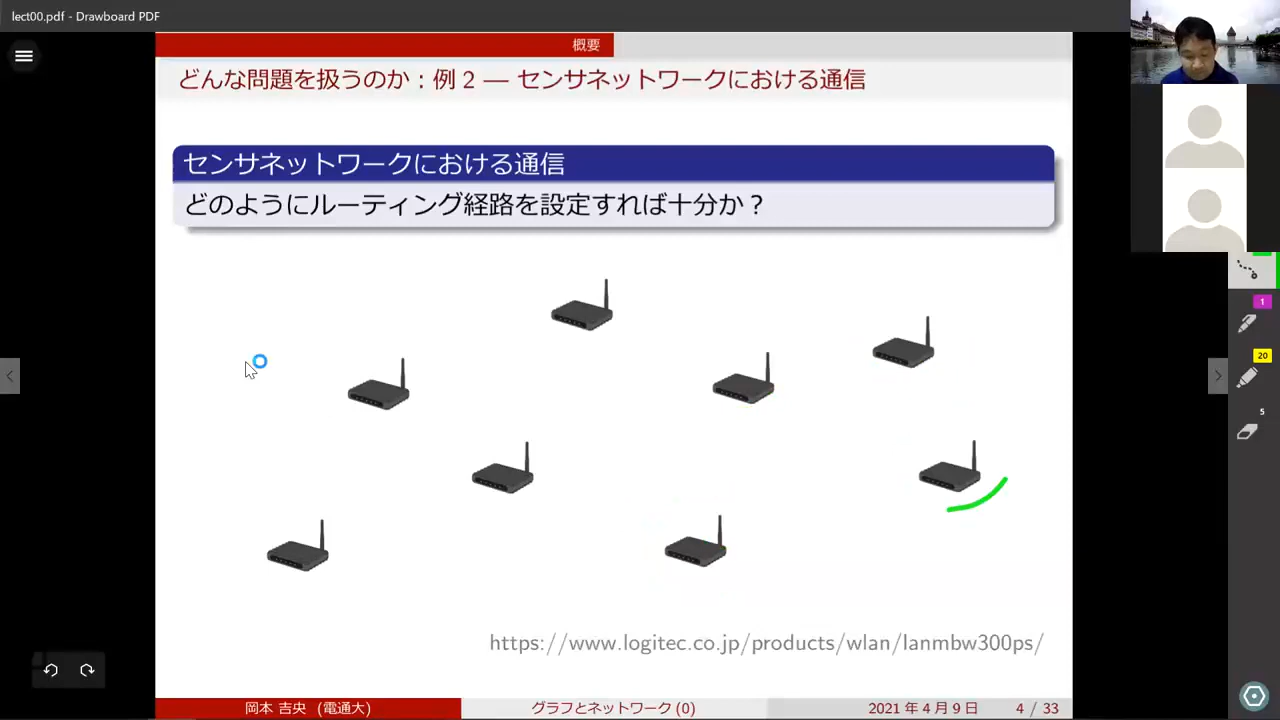 lect00.pdf - Drawboard PDF
概要
どんな問題を扱うのか：例 2 — センサネットワークにおける通信
センサネットワークにおける通信
どのようにルーティング経路を設定すれば十分か？
1
20
5
https://www.logitec.co.jp/products/wlan/lanmbw300ps/
岡本 吉央 (電通大)
グラフとネットワーク (0)
2021 年 4 月 9 日
4 / 33